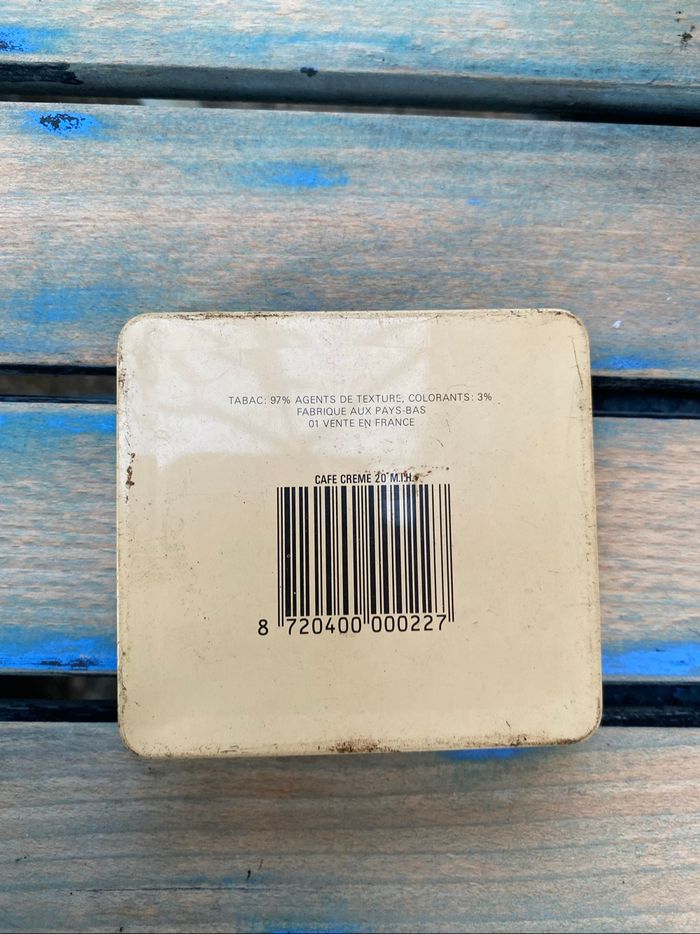 TABAC: 97% AGENTS DE TEXTURE, COLORANTS: 3%
FABRIQUE AUX PAYS-BAS
01 VENTE EN FRANCE
CAFE CREME 20 M.I.H.
8 720400 000227